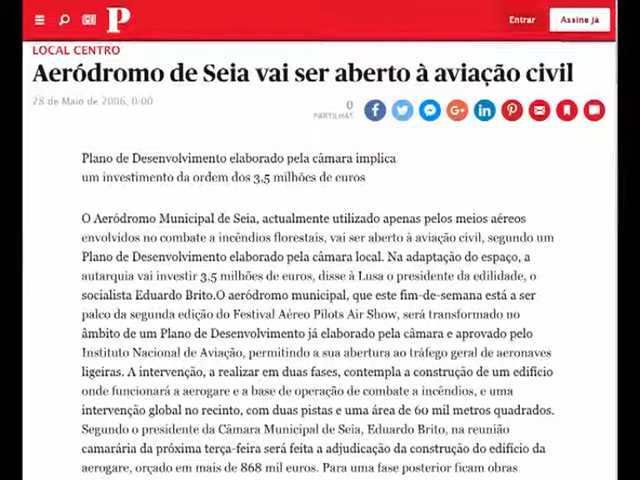 P
Entrar
Assine já
LOCAL CENTRO
Aeródromo de Seia vai ser aberto à aviação civil
28 de Maio de 2006, 0:00
0
PARTILHAS
Plano de Desenvolvimento elaborado pela câmara implica
um investimento da ordem dos 3,5 milhões de euros
O Aeródromo Municipal de Seia, actualmente utilizado apenas pelos meios aéreos
envolvidos no combate a incêndios florestais, vai ser aberto à aviação civil, segundo um
Plano de Desenvolvimento elaborado pela câmara local. Na adaptação do espaço, a
autarquia vai investir 3,5 milhões de euros, disse à Lusa o presidente da edilidade, o
socialista Eduardo Brito.O aeródromo municipal, que este fim-de-semana está a ser
palco da segunda edição do Festival Aéreo Pilots Air Show, será transformado no
âmbito de um Plano de Desenvolvimento já elaborado pela câmara e aprovado pelo
Instituto Nacional de Aviação, permitindo a sua abertura ao tráfego geral de aeronaves
ligeiras. A intervenção, a realizar em duas fases, contempla a construção de um edifício
onde funcionará a aerogare e a base de operação de combate a incêndios, e uma
intervenção global no recinto, com duas pistas e uma área de 60 mil metros quadrados.
Segundo o presidente da Câmara Municipal de Seia, Eduardo Brito, na reunião
camarária da próxima terça-feira será feita a adjudicação da construção do edifício da
aerogare, orçado em mais de 868 mil euros. Para uma fase posterior ficam obras